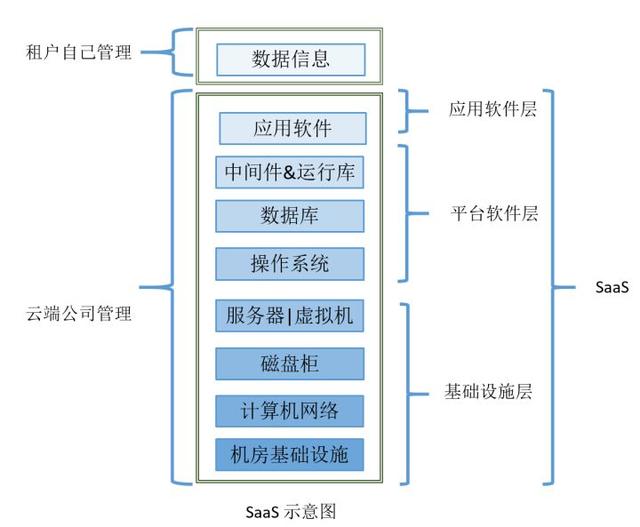 租户自己管理
数据信息
应用软件
应用软件层
中间件&运行库
数据库
平台软件层
操作系统
SaaS
云端公司管理
服务器|虚拟机
磁盘柜
基础设施层
计算机网络
机房基础设施
SaaS 示意图